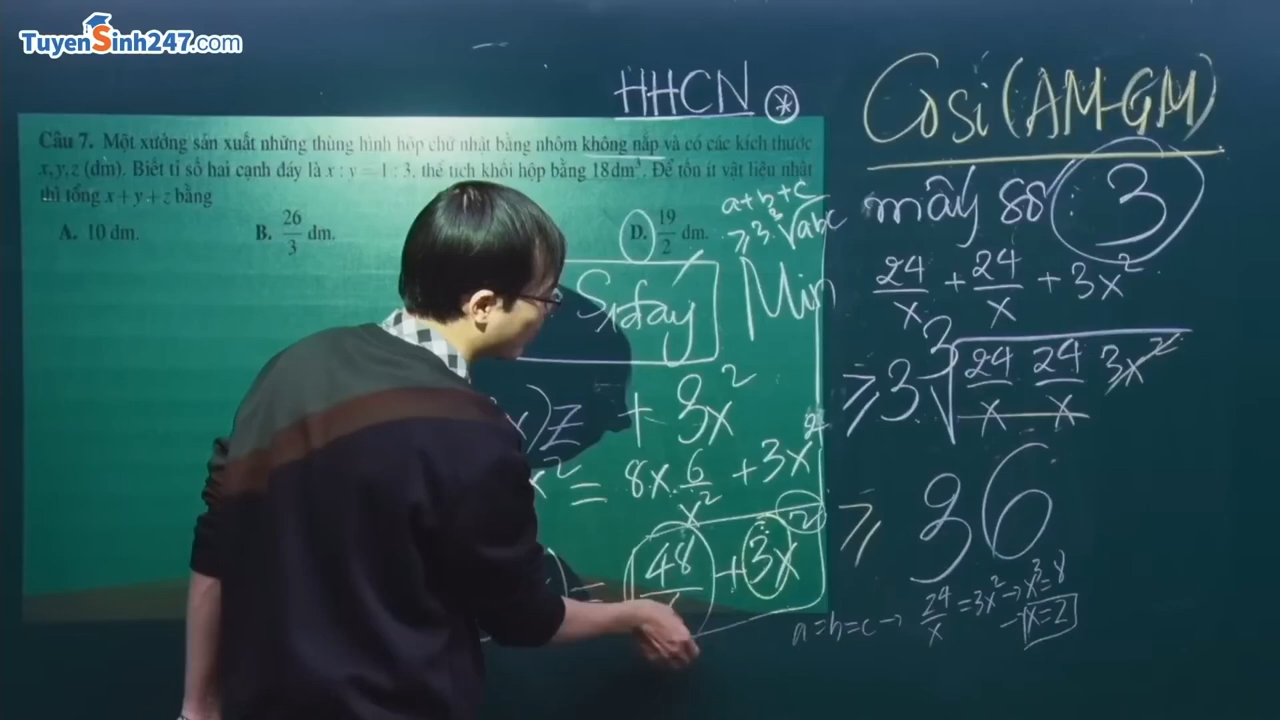 TuyenSinh247.com
HHCN *
Cosi (AM-GM)
Câu 7. Một xưởng sản xuất những thùng hình hộp chữ nhật bằng nhôm không nắp và có các kích thước
x, y, z (dm). Biết tỉ số hai cạnh đáy là x : y = 1 : 3, thể tích khối hộp bằng 18 dm³. Để tốn ít vật liệu nhất
thì tổng x + y + z bằng
A. 10 dm.
B. 26/3 dm.
D. 19/2 dm.
a+b+c
≥ 3.∛abc
mấy số: 3
S1đáy
Min
24/x + 24/x + 3x²
≥ 3.∛(24/x 24/x 3x²)
x)z + 3x²
x² = 8x.6/x² + 3x²
≥ 36
= 48 + 3x²
a=b=c → 24/x = 3x² → x³=8
→ x=2